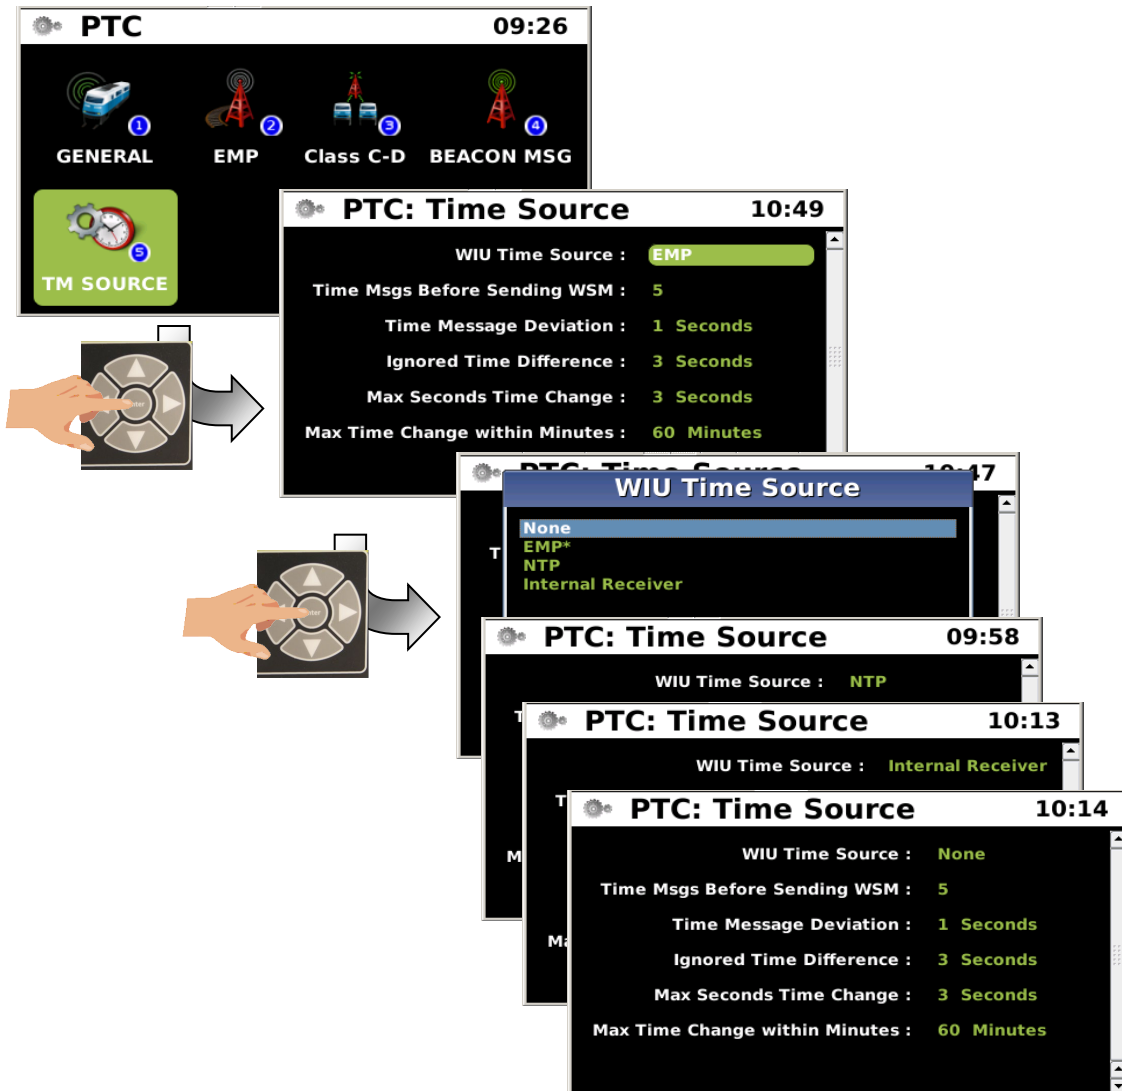 PTC 09:26
1 2 3 4
GENERAL EMP Class C-D BEACON MSG
5
TM SOURCE
PTC: Time Source 10:49
WIU Time Source : EMP
Time Msgs Before Sending WSM : 5
Time Message Deviation : 1 Seconds
Ignored Time Difference : 3 Seconds
Max Seconds Time Change : 3 Seconds
Max Time Change within Minutes : 60 Minutes
PTC: Time Source 10:47
WIU Time Source
T
None
EMP*
NTP
Internal Receiver
PTC: Time Source 09:58
WIU Time Source : NTP
T
M
PTC: Time Source 10:13
WIU Time Source : Internal Receiver
T
Ma
PTC: Time Source 10:14
WIU Time Source : None
Time Msgs Before Sending WSM : 5
Time Message Deviation : 1 Seconds
Ignored Time Difference : 3 Seconds
Max Seconds Time Change : 3 Seconds
Max Time Change within Minutes : 60 Minutes